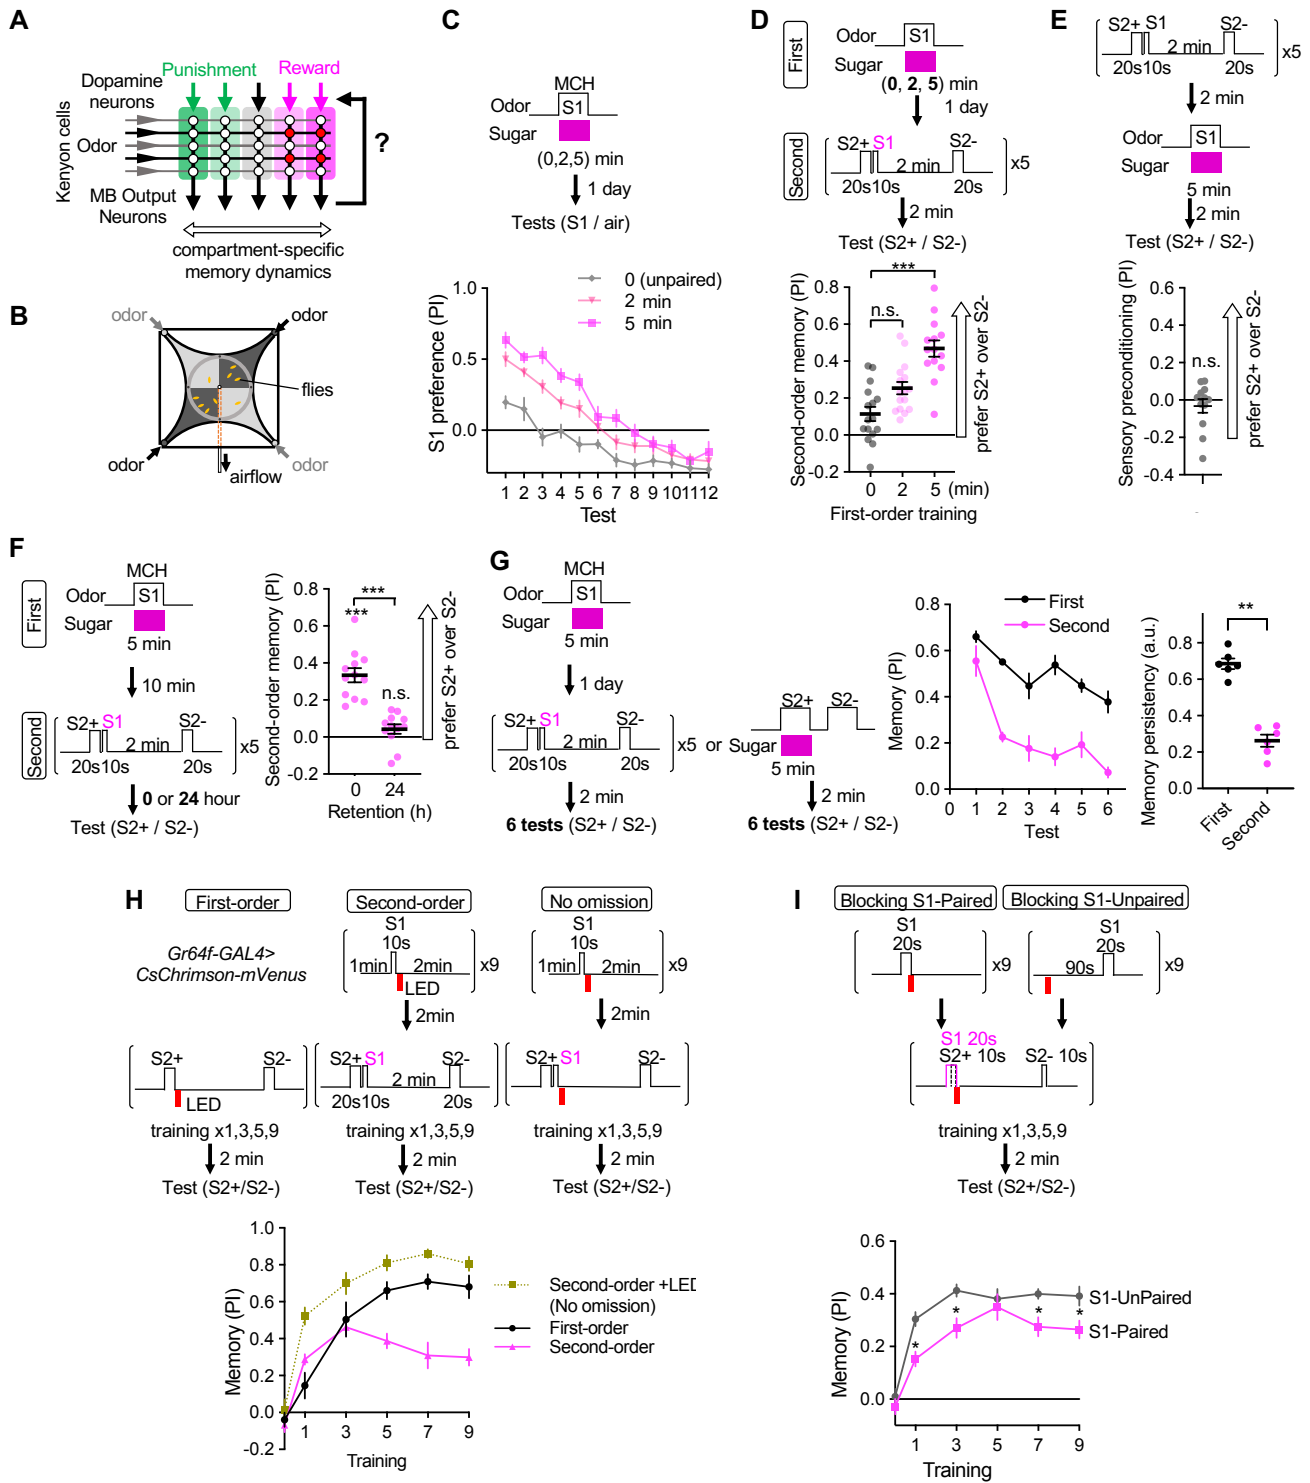 A
Dopamine
neurons
Punishment
Reward
Kenyon cells
Odor
?
MB Output
Neurons
compartment-specific
memory dynamics
B
odor
odor
flies
odor
odor
airflow
C
MCH
Odor
S1
Sugar
(0,2,5) min
1 day
Tests (S1 / air)
0 (unpaired)
2 min
5 min
S1 preference (PI)
1.0
0.5
0.0
1 2 3 4 5 6 7 8 9 101112
Test
D
First
Odor
S1
Sugar
(0, 2, 5) min
1 day
Second
S2+ S1
S2-
2 min
x5
20s10s
20s
2 min
Test (S2+ / S2-)
Second-order memory (PI)
0.8
0.6
0.4
0.2
0.0
-0.2
***
n.s.
prefer S2+ over S2-
0 2 5 (min)
First-order training
E
S2+ S1
S2-
2 min
x5
20s10s
20s
2 min
Odor
S1
Sugar
5 min
2 min
Test (S2+ / S2-)
Sensory preconditioning (PI)
0.4
0.2
0.0
-0.2
-0.4
n.s.
prefer S2+ over S2-
F
First
MCH
Odor
S1
Sugar
5 min
10 min
Second
S2+ S1
S2-
2 min
x5
20s10s
20s
0 or 24 hour
Test (S2+ / S2-)
Second-order memory (PI)
0.8
0.6
0.4
0.2
0.0
-0.2
***
***
n.s.
prefer S2+ over S2-
0 24
Retention (h)
G
MCH
Odor
S1
Sugar
5 min
1 day
S2+ S1
S2-
2 min
x5 or
20s10s
20s
2 min
6 tests (S2+ / S2-)
S2+ S2-
Sugar
5 min
2 min
6 tests (S2+ / S2-)
First
Second
Memory (PI)
0.6
0.4
0.2
0.0
0 1 2 3 4 5 6
Test
Memory persistency (a.u.)
0.8
0.6
0.4
0.2
0.0
**
First
Second
H
First-order
Second-order
No omission
Gr64f-GAL4>
CsChrimson-mVenus
S1
10s
1min
2min
x9
LED
2min
S1
10s
1min
2min
x9
2min
S2+
S2-
LED
S2+ S1
S2-
2 min
20s10s
20s
S2+ S1
S2-
training x1,3,5,9
training x1,3,5,9
training x1,3,5,9
2 min
2 min
2 min
Test (S2+/S2-)
Test (S2+/S2-)
Test (S2+/S2-)
Memory (PI)
1.0
0.8
0.6
0.4
0.2
0.0
-0.2
1 3 5 7 9
Training
Second-order +LED
(No omission)
First-order
Second-order
I
Blocking S1-Paired
Blocking S1-Unpaired
S1
20s
x9
S1
20s
90s
x9
S1 20s
S2+ 10s
S2- 10s
training x1,3,5,9
2 min
Test (S2+/S2-)
Memory (PI)
0.6
0.4
0.2
0.0
*
*
*
*
S1-UnPaired
S1-Paired
1 3 5 7 9
Training